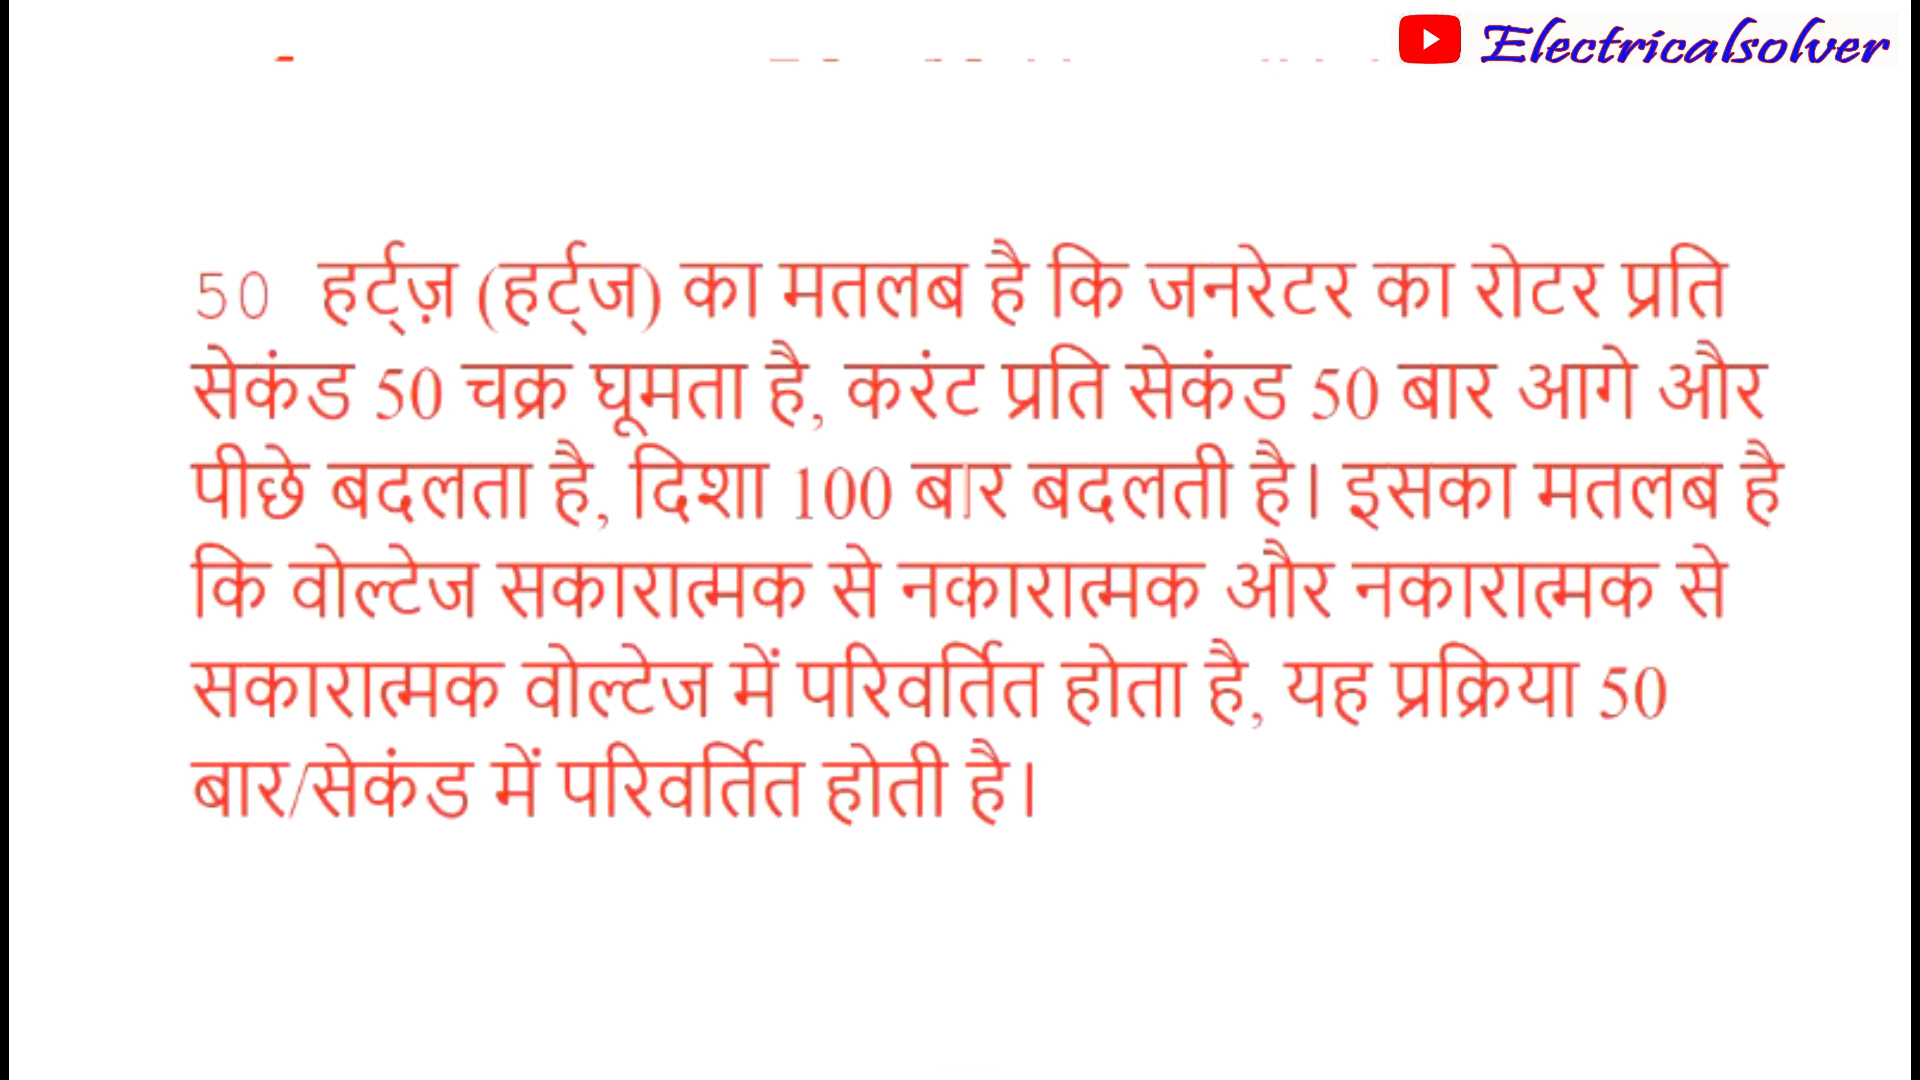 Electricalsolver
50 हर्ट्ज़ (हर्ट्ज) का मतलब है कि जनरेटर का रोटर प्रति
सेकंड 50 चक्र घूमता है, करंट प्रति सेकंड 50 बार आगे और
पीछे बदलता है, दिशा 100 बार बदलती है। इसका मतलब है
कि वोल्टेज सकारात्मक से नकारात्मक और नकारात्मक से
सकारात्मक वोल्टेज में परिवर्तित होता है, यह प्रक्रिया 50
बार/सेकंड में परिवर्तित होती है।